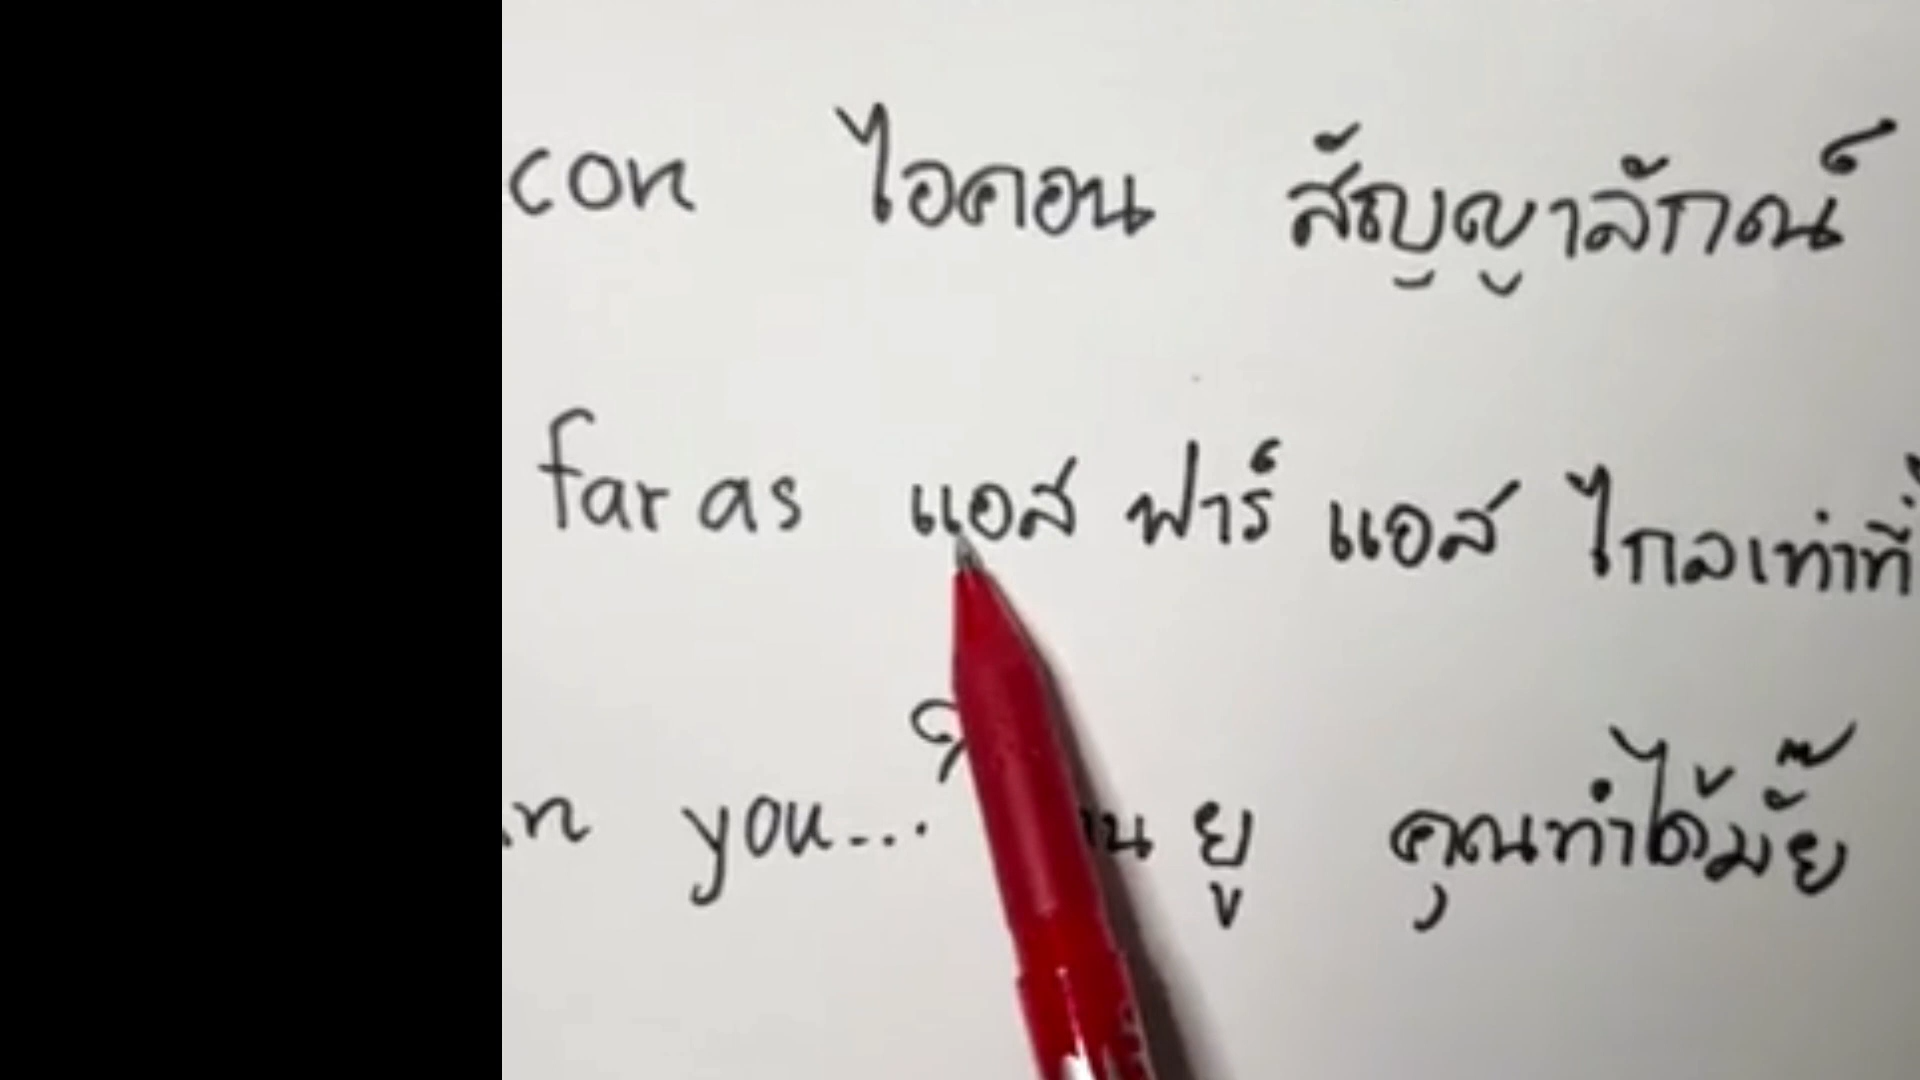 con ไอคอน สัญญาลักณ์
far as แอส ฟาร์ แอส ไกลเท่าที่
you... ยู คุณทำได้มั๊ย